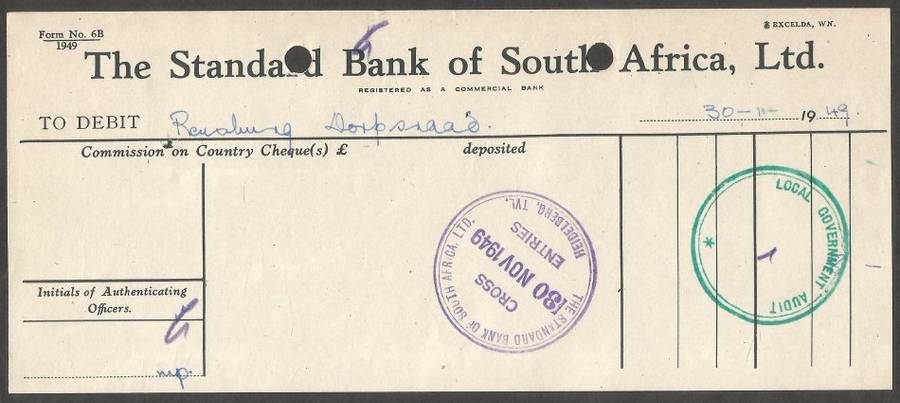 Form No. 6B
1949
EXCELDA, WN.
The Standard Bank of South Africa, Ltd.
REGISTERED AS A COMMERCIAL BANK
TO DEBIT Rensburg Dorpsraad. 30-11- 1949.
Commission on Country Cheque(s) £ deposited
Initials of Authenticating
Officers.
THE STANDARD BANK OF SOUTH AFRICA. LTD.
HEIDELBERG, TVL.
CROSS
30 NOV 1949
ENTRIES
LOCAL GOVERNMENT AUDIT
*